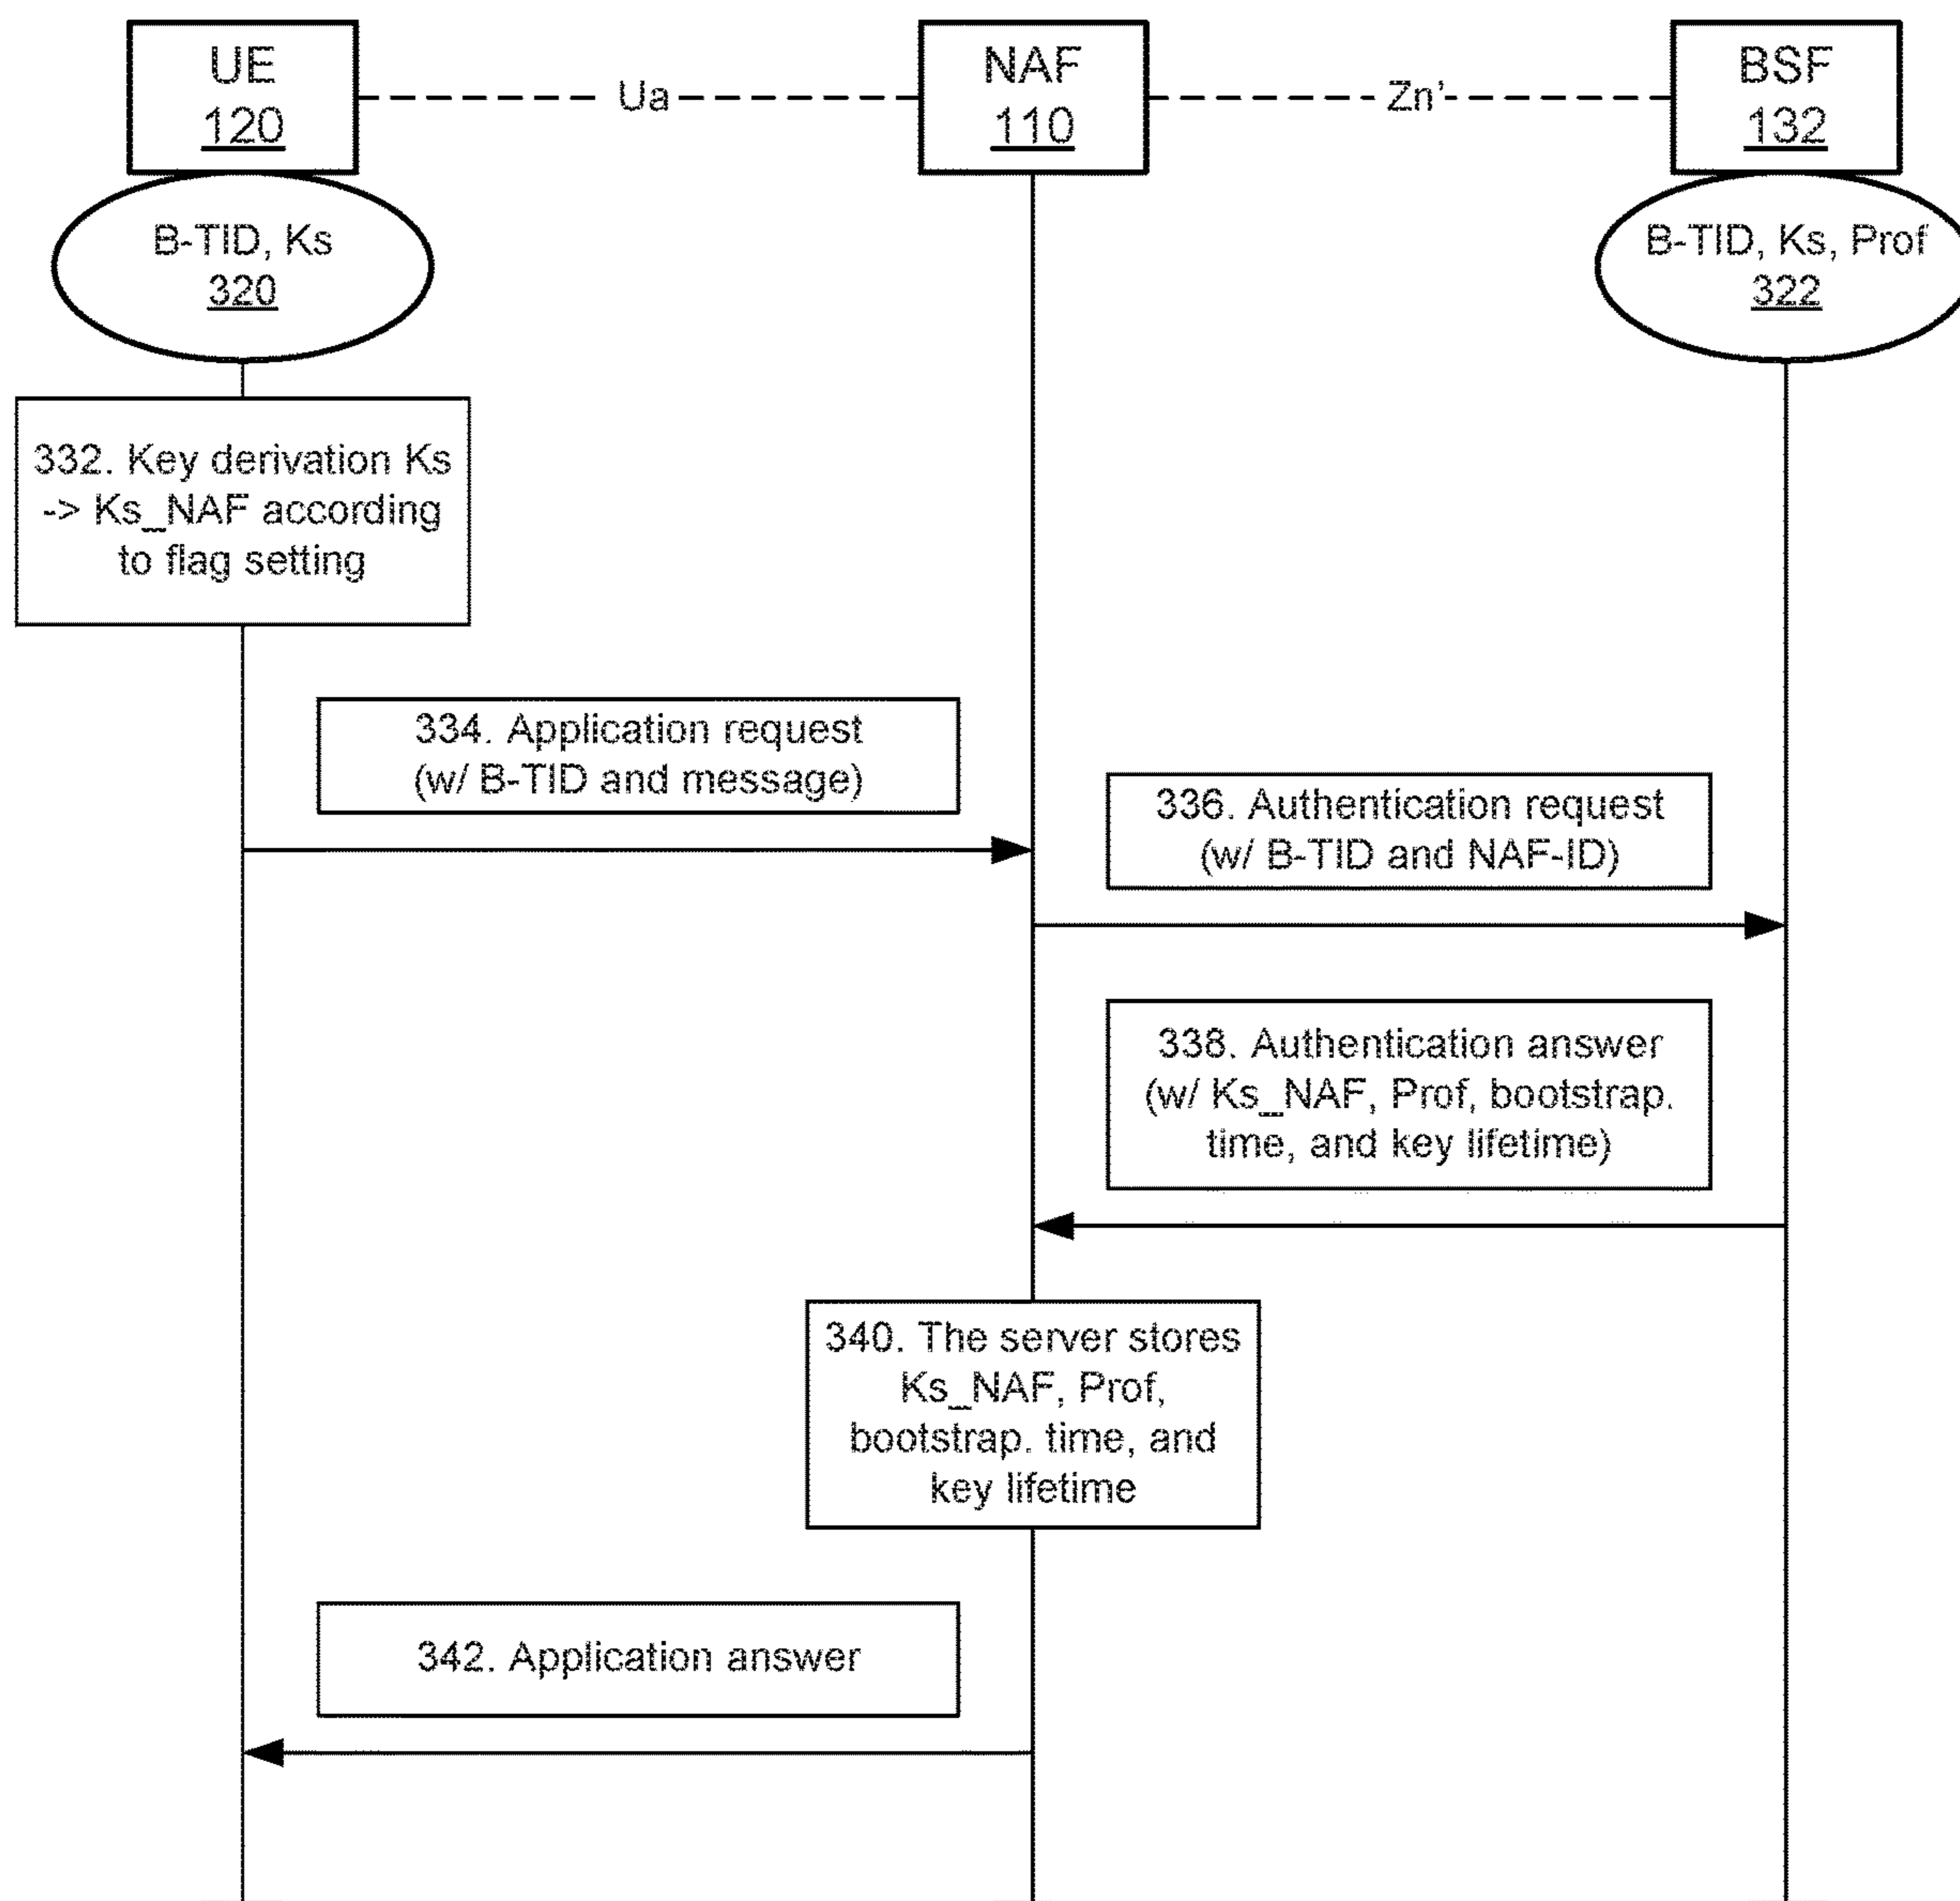 UE
120
Ua
NAF
110
Zn'
BSF
132
B-TID, Ks
320
B-TID, Ks, Prof
322
332. Key derivation Ks
-> Ks_NAF according
to flag setting
334. Application request
(w/ B-TID and message)
336. Authentication request
(w/ B-TID and NAF-ID)
338. Authentication answer
(w/ Ks_NAF, Prof, bootstrap.
time, and key lifetime)
340. The server stores
Ks_NAF, Prof,
bootstrap. time, and
key lifetime
342. Application answer